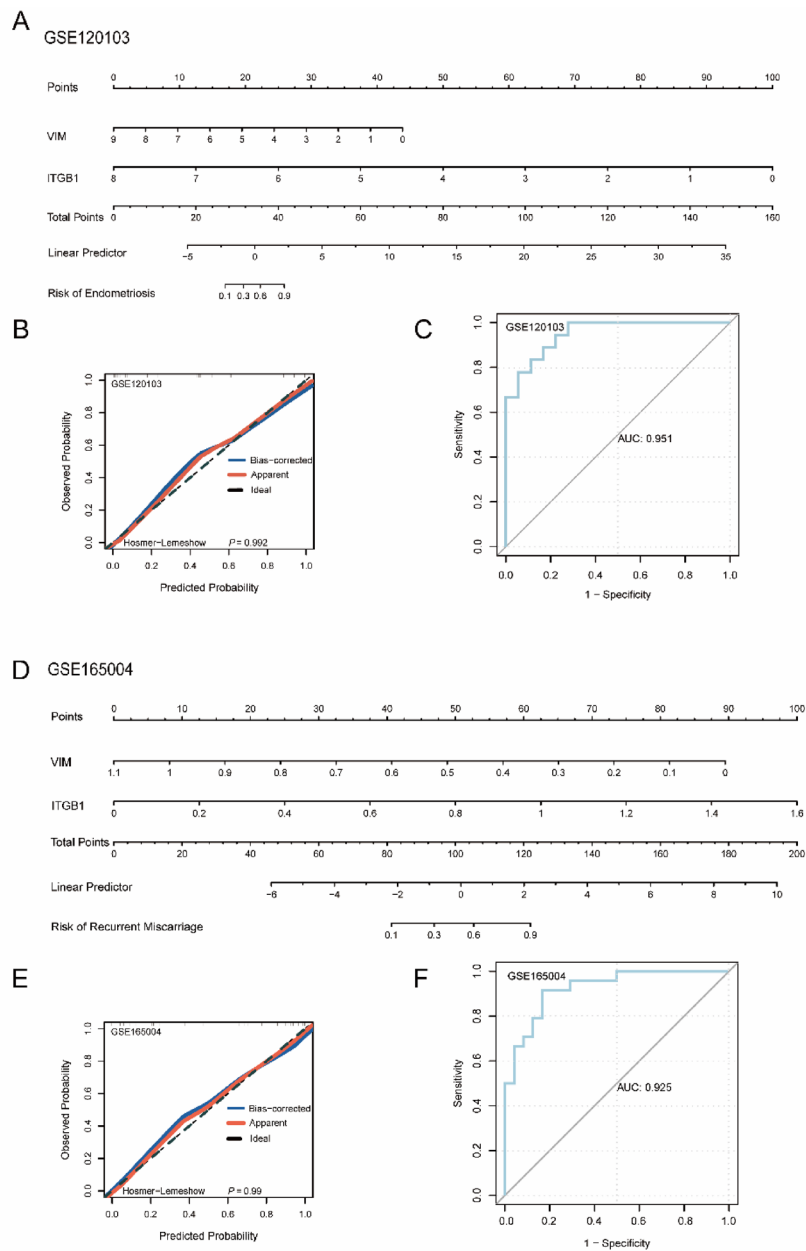 A
GSE120103
Points
0 10 20 30 40 50 60 70 80 90 100
VIM
9 8 7 6 5 4 3 2 1 0
ITGB1
8 7 6 5 4 3 2 1 0
Total Points
0 20 40 60 80 100 120 140 160
Linear Predictor
−5 0 5 10 15 20 25 30 35
Risk of Endometriosis
0.1 0.3 0.6 0.9
B
GSE120103
Observed Probability
1.0
0.8
0.6
0.4
0.2
0.0
Bias−corrected
Apparent
Ideal
Hosmer−Lemeshow P = 0.992
0.0 0.2 0.4 0.6 0.8 1.0
Predicted Probability
C
GSE120103
Sensitivity
1.0
0.8
0.6
0.4
0.2
0.0
AUC: 0.951
0.0 0.2 0.4 0.6 0.8 1.0
1 − Specificity
D
GSE165004
Points
0 10 20 30 40 50 60 70 80 90 100
VIM
1.1 1 0.9 0.8 0.7 0.6 0.5 0.4 0.3 0.2 0.1 0
ITGB1
0 0.2 0.4 0.6 0.8 1 1.2 1.4 1.6
Total Points
0 20 40 60 80 100 120 140 160 180 200
Linear Predictor
−6 −4 −2 0 2 4 6 8 10
Risk of Recurrent Miscarriage
0.1 0.3 0.6 0.9
E
GSE165004
Observed Probability
1.0
0.8
0.6
0.4
0.2
0.0
Bias−corrected
Apparent
Ideal
Hosmer−Lemeshow P = 0.99
0.0 0.2 0.4 0.6 0.8 1.0
Predicted Probability
F
GSE165004
Sensitivity
1.0
0.8
0.6
0.4
0.2
0.0
AUC: 0.925
0.0 0.2 0.4 0.6 0.8 1.0
1 − Specificity